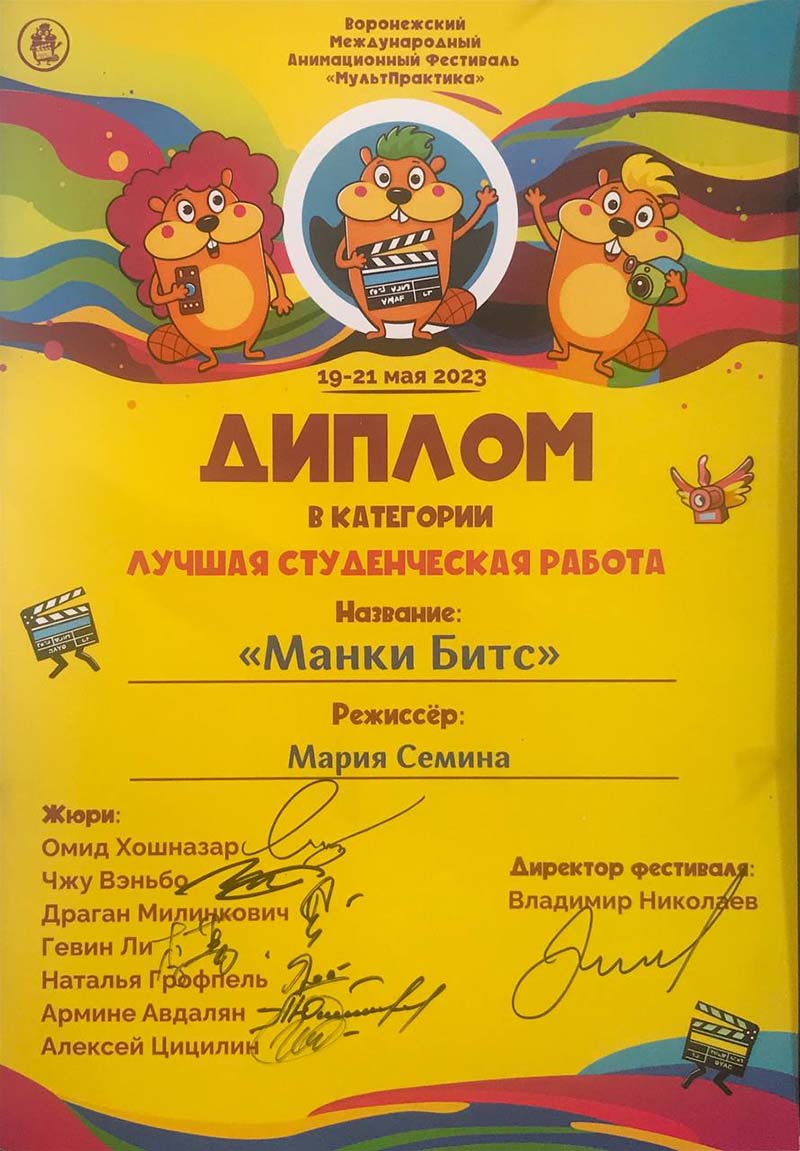 Воронежский
Международный
Анимационный Фестиваль
«МультПрактика»
19-21 мая 2023
ДИПЛОМ
В КАТЕГОРИИ
ЛУЧШАЯ СТУДЕНЧЕСКАЯ РАБОТА
Название:
«Манки Битс»
Режиссёр:
Мария Семина
Жюри:
Омид Хошназар
Чжу Вэньбо
Драган Милинкович
Гевин Ли
Наталья Грофпель
Армине Авдалян
Алексей Цицилин
Директор фестиваля:
Владимир Николаев